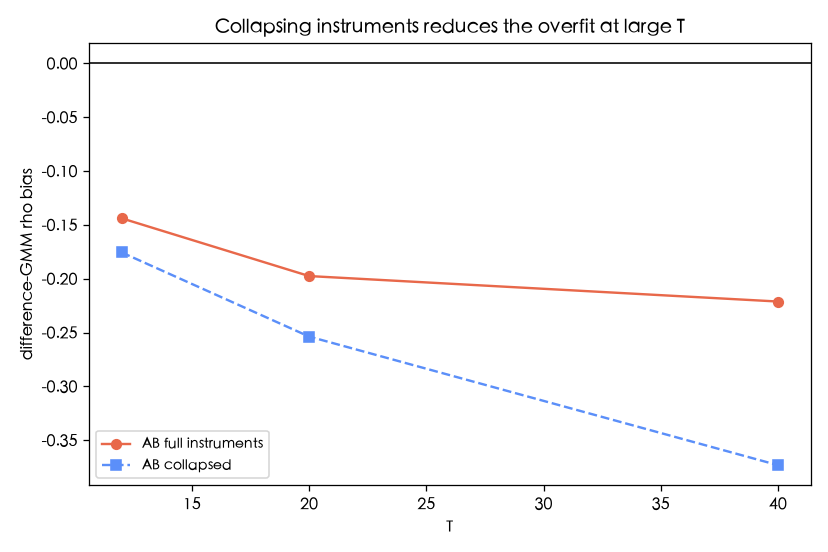 Collapsing instruments reduces the overfit at large T
0.00
-0.05
-0.10
-0.15
-0.20
-0.25
-0.30
-0.35
difference-GMM rho bias
AB full instruments
AB collapsed
15
20
25
30
35
40
T